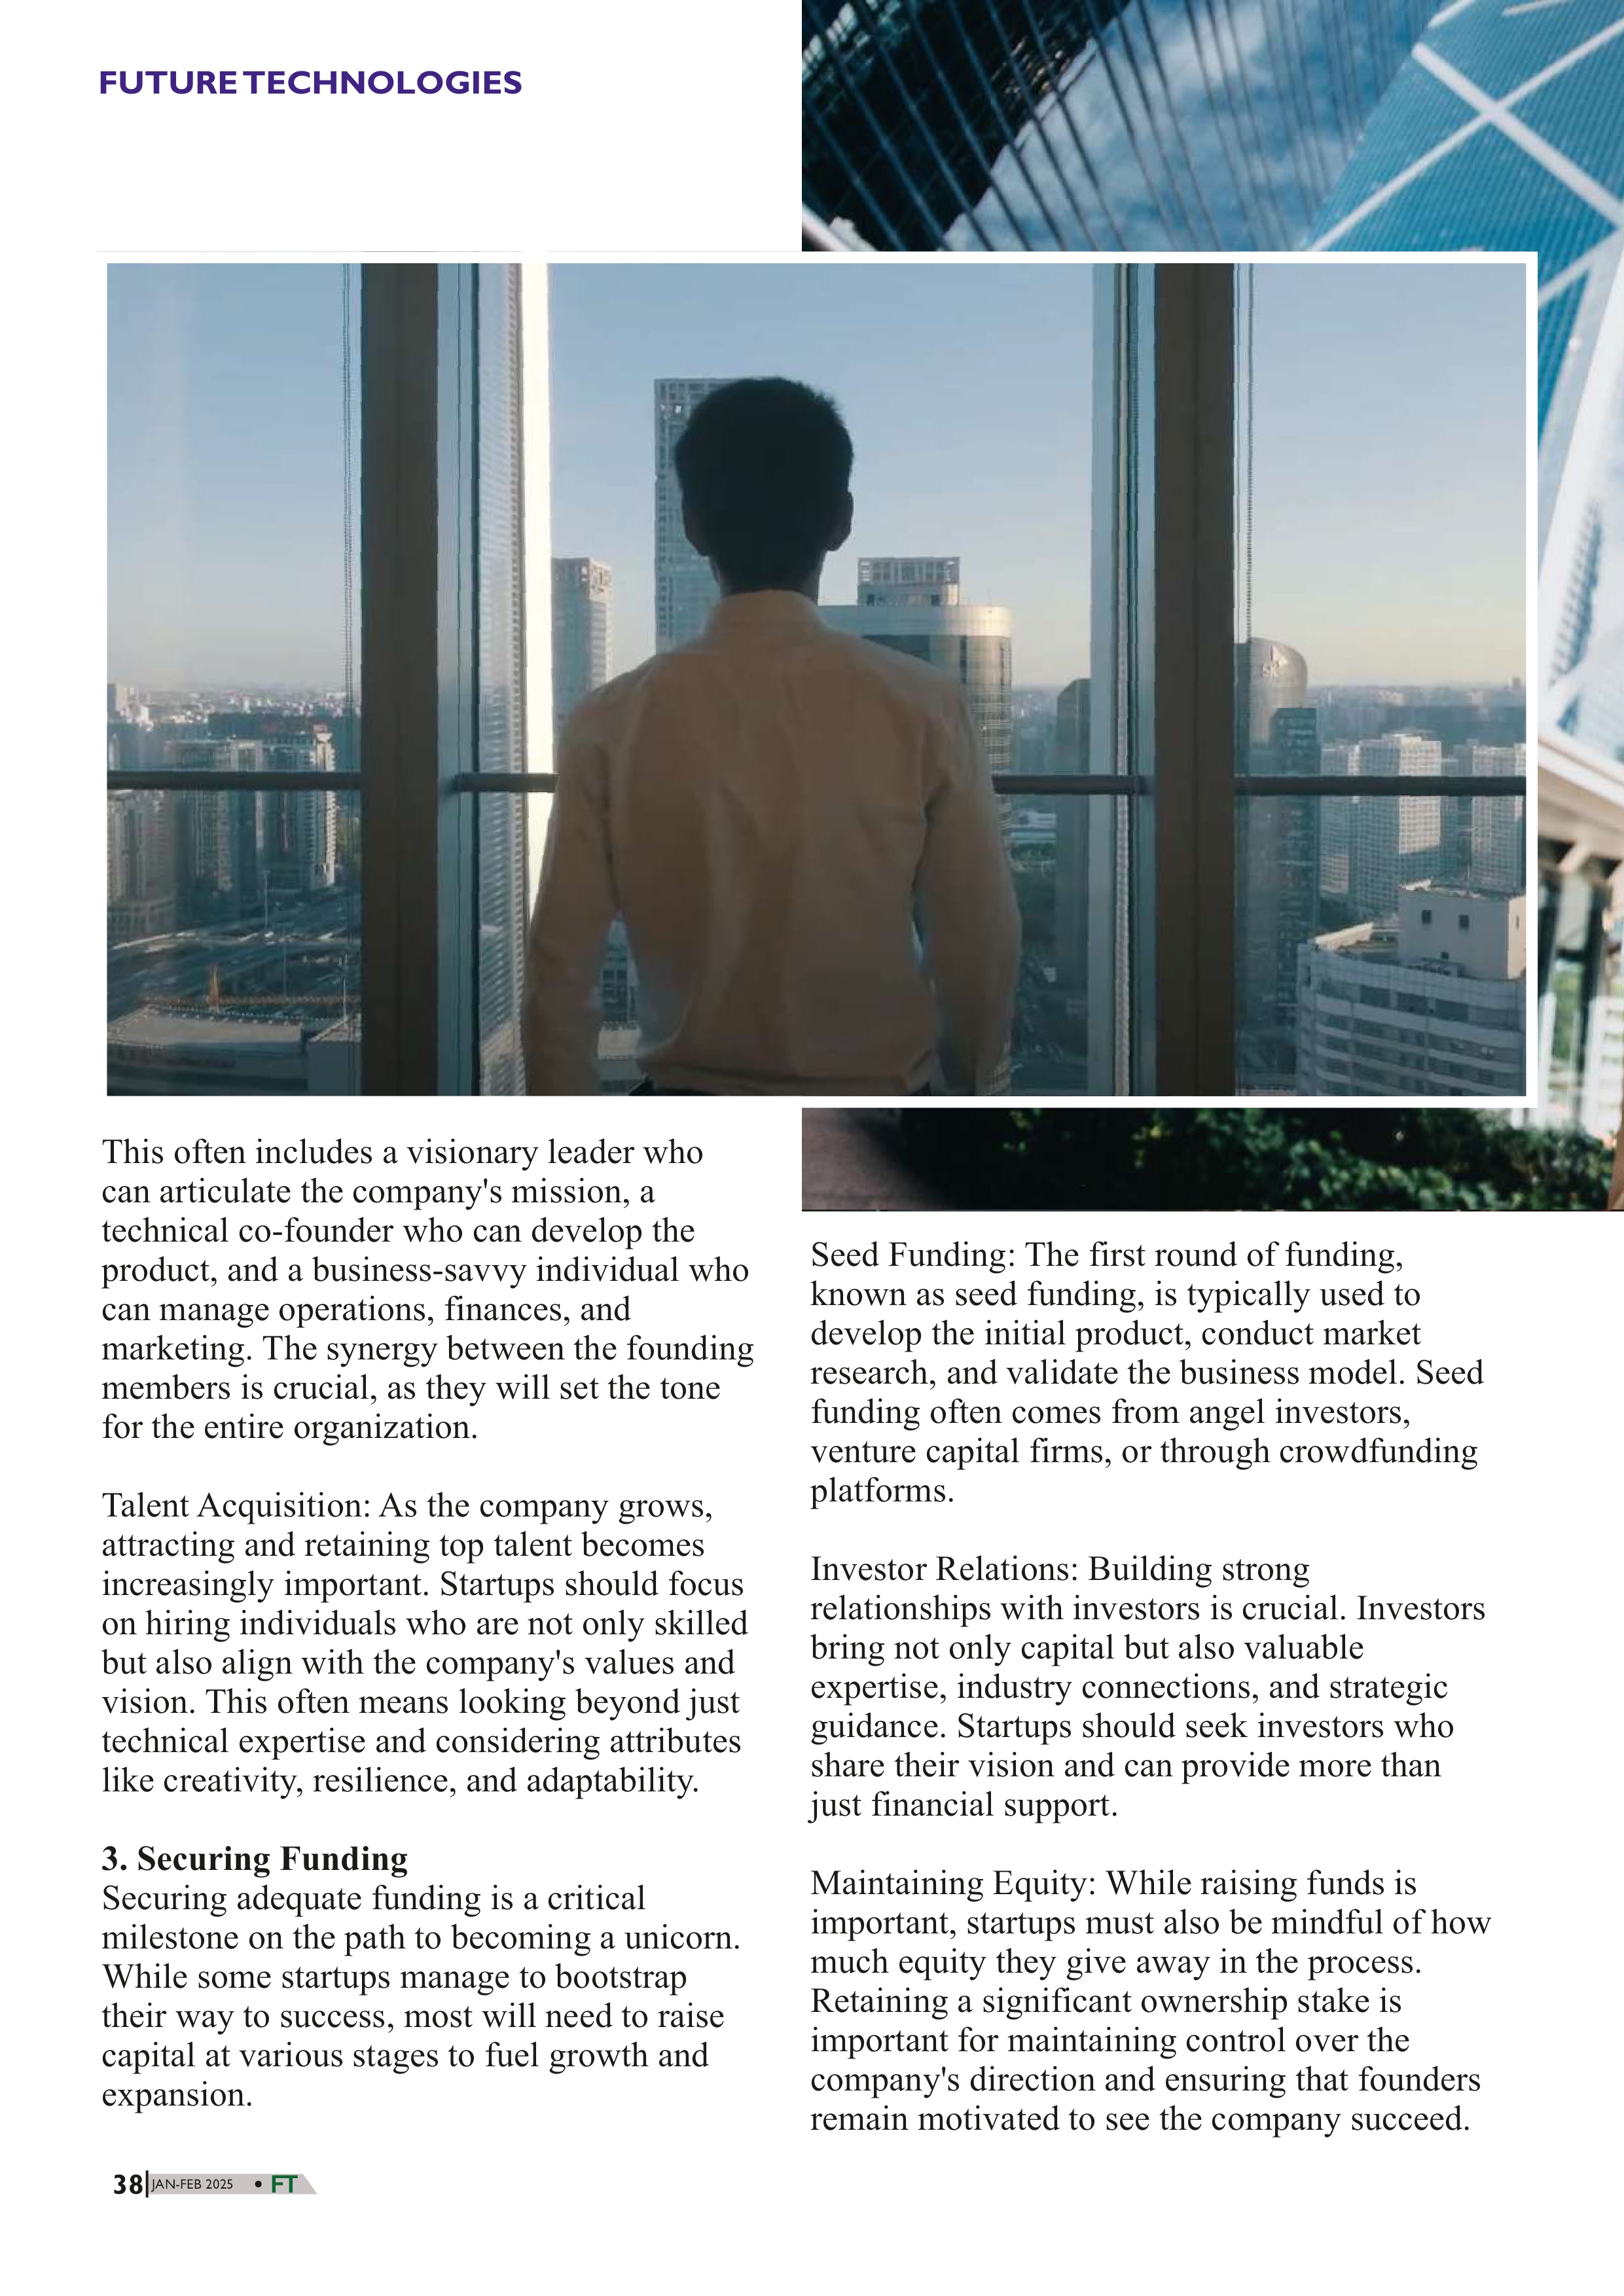 FUTURE TECHNOLOGIES
This often includes a visionary leader who
can articulate the company's mission, a
technical co-founder who can develop the
product, and a business-savvy individual who
can manage operations, finances, and
marketing. The synergy between the founding
members is crucial, as they will set the tone
for the entire organization.
Talent Acquisition: As the company grows,
attracting and retaining top talent becomes
increasingly important. Startups should focus
on hiring individuals who are not only skilled
but also align with the company's values and
vision. This often means looking beyond just
technical expertise and considering attributes
like creativity, resilience, and adaptability.
3. Securing Funding
Securing adequate funding is a critical
milestone on the path to becoming a unicorn.
While some startups manage to bootstrap
their way to success, most will need to raise
capital at various stages to fuel growth and
expansion.
Seed Funding: The first round of funding,
known as seed funding, is typically used to
develop the initial product, conduct market
research, and validate the business model. Seed
funding often comes from angel investors,
venture capital firms, or through crowdfunding
platforms.
Investor Relations: Building strong
relationships with investors is crucial. Investors
bring not only capital but also valuable
expertise, industry connections, and strategic
guidance. Startups should seek investors who
share their vision and can provide more than
just financial support.
Maintaining Equity: While raising funds is
important, startups must also be mindful of how
much equity they give away in the process.
Retaining a significant ownership stake is
important for maintaining control over the
company's direction and ensuring that founders
remain motivated to see the company succeed.
38 JAN-FEB 2025 • FT